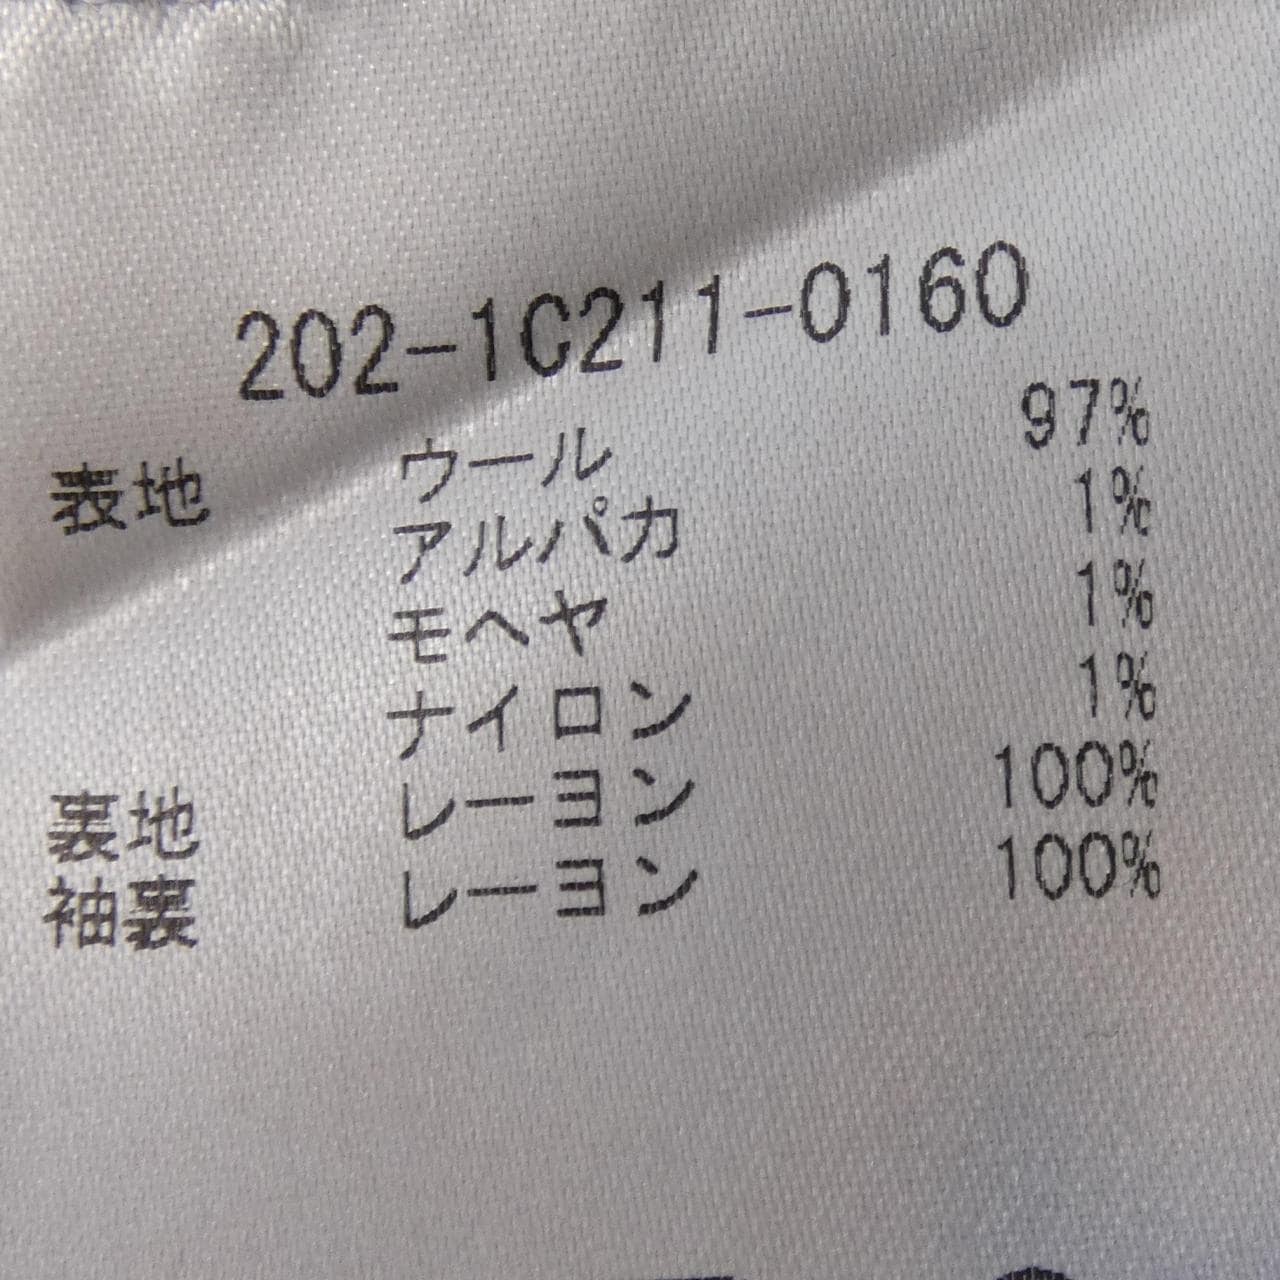 202-1C211-0160
表地 ウール 97%
アルパカ 1%
モヘヤ 1%
ナイロン 1%
裏地 レーヨン 100%
袖裏 レーヨン 100%